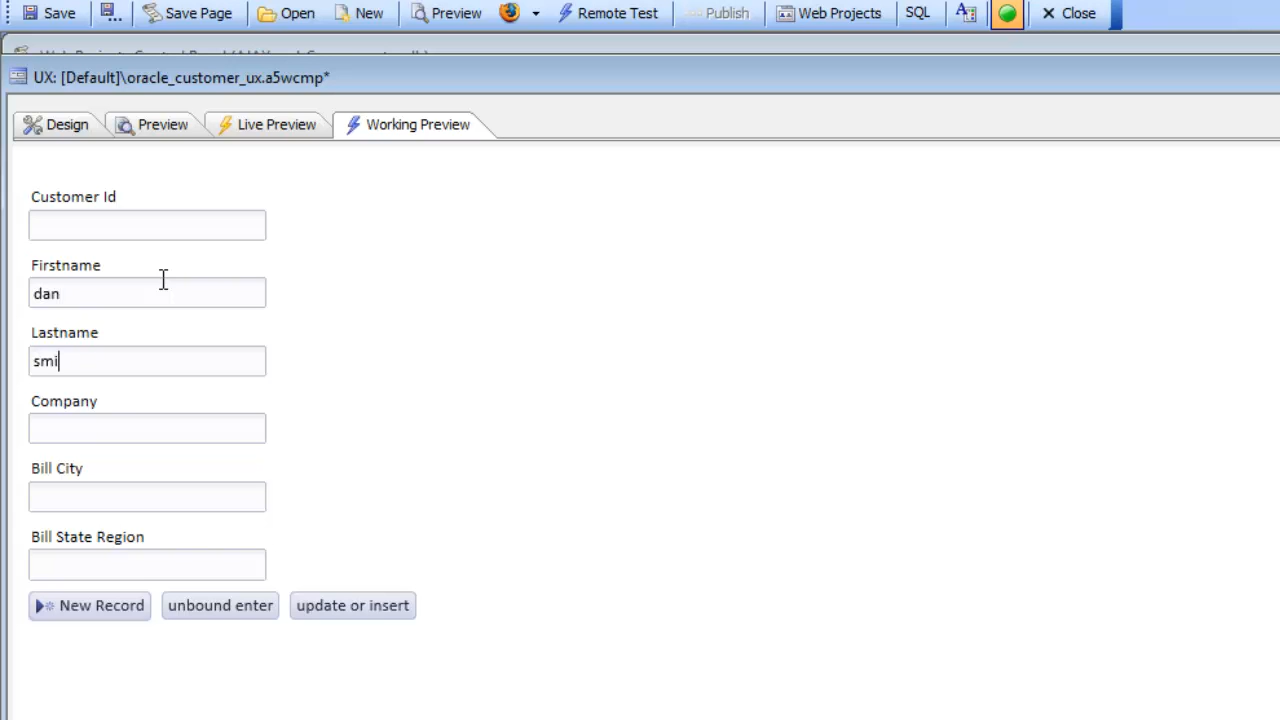 Save Save Page Open New Preview Remote Test Publish Web Projects SQL Close
UX: [Default]\oracle_customer_ux.a5wcmp*
Design Preview Live Preview Working Preview
Customer Id
Firstname
dan
Lastname
smi
Company
Bill City
Bill State Region
New Record unbound enter update or insert